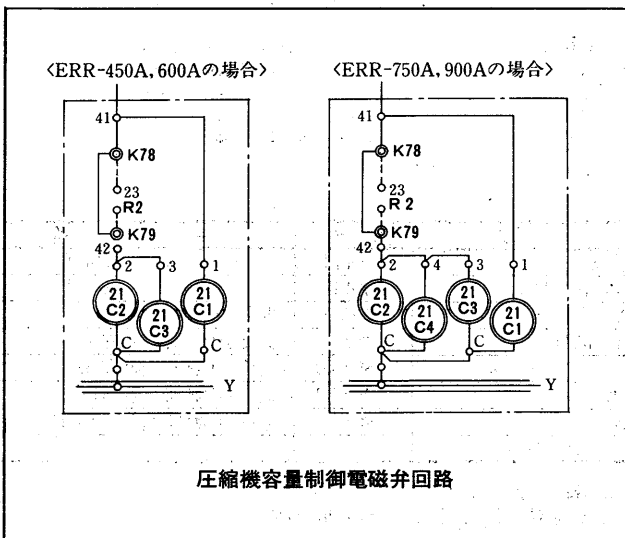 〈ERR-450A, 600Aの場合〉
41
K78
23
R2
K79
42
2
3
1
21
C2
21
C3
21
C1
C
C
Y
〈ERR-750A, 900Aの場合〉
41
K78
23
R 2
K79
42
2
4
3
1
21
C2
21
C4
21
C3
21
C1
C
C
Y
圧縮機容量制御電磁弁回路